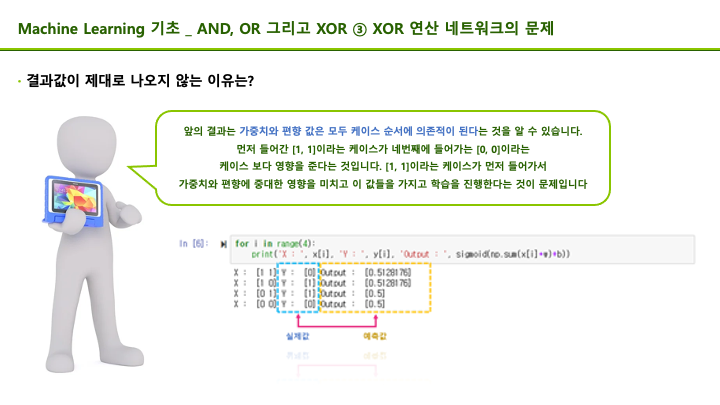 Machine Learning 기초 _ AND, OR 그리고 XOR ③ XOR 연산 네트워크의 문제
· 결과값이 제대로 나오지 않는 이유는?
앞의 결과는 가중치와 편향 값은 모두 케이스 순서에 의존적이 된다는 것을 알 수 있습니다.
먼저 들어간 [1, 1]이라는 케이스가 네번째에 들어가는 [0, 0]이라는
케이스 보다 영향을 준다는 것입니다. [1, 1]이라는 케이스가 먼저 들어가서
가중치와 편향에 중대한 영향을 미치고 이 값들을 가지고 학습을 진행한다는 것이 문제입니다
In [6]: for i in range(4):
print('X : ', x[i], 'Y : ', y[i], 'Output : ', sigmoid(np.sum(x[i]*w)+b))
X : [1 1] Y : [0] Output : [0.5128176]
X : [1 0] Y : [1] Output : [0.5128176]
X : [0 1] Y : [1] Output : [0.5]
X : [0 0] Y : [0] Output : [0.5]
실제값 예측값